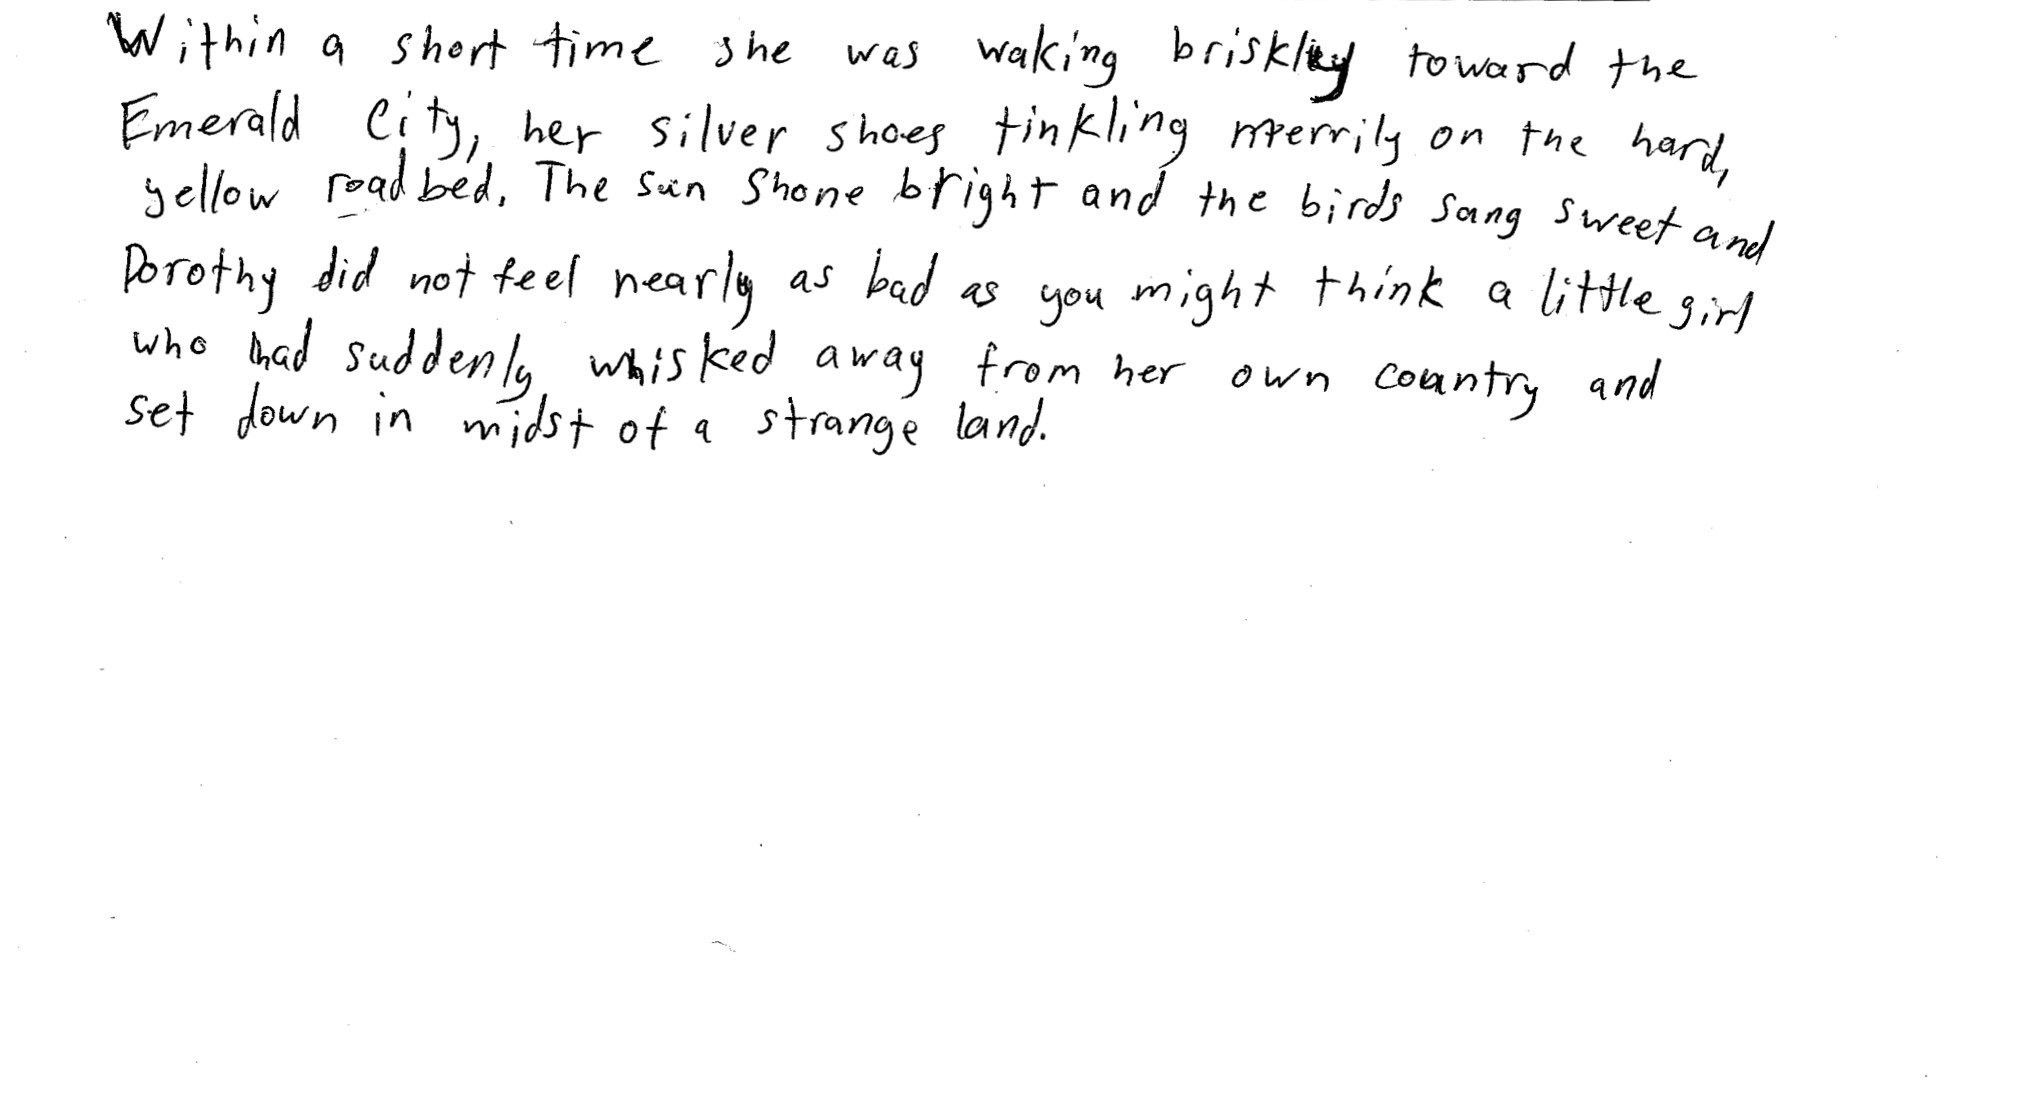 Within a short time she was waking briskly toward the
Emerald City, her silver shoes tinkling merrily on the hard,
yellow roadbed. The sun shone bright and the birds sang sweet and
Dorothy did not feel nearly as bad as you might think a little girl
who had suddenly whisked away from her own country and
set down in midst of a strange land.